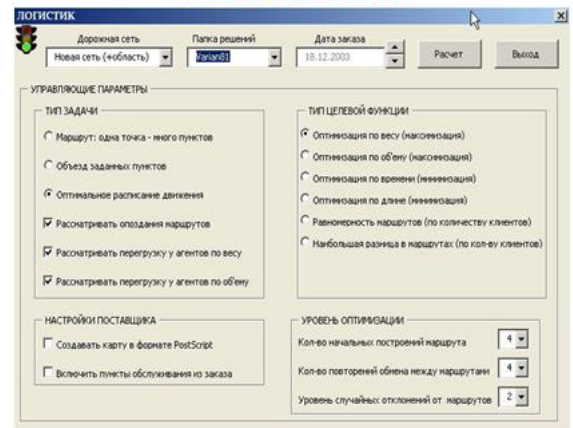 ЛОГИСТИК
Дорожная сеть Папка решений Дата заказа
Новая сеть (+область) Varian81 18.12.2003 Расчет Выход
УПРАВЛЯЮЩИЕ ПАРАМЕТРЫ
ТИП ЗАДАЧИ
Маршрут: одна точка - много пунктов
Объезд заданных пунктов
Оптимальное расписание движения
Рассматривать опоздания маршрутов
Рассматривать перегрузку у агентов по весу
Рассматривать перегрузку у агентов по об'ему
ТИП ЦЕЛЕВОЙ ФУНКЦИИ
Оптимизация по весу (максимизация)
Оптимизация по об'ему (максимизация)
Оптимизация по времени (минимизация)
Оптимизация по длине (минимизация)
Равномерность маршрутов (по количеству клиентов)
Наибольшая разница в маршрутах (по кол-ву клиентов)
НАСТРОЙКИ ПОСТАВЩИКА
Создавать карту в формате PostScript
Включить пункты обслуживания из заказа
УРОВЕНЬ ОПТИМИЗАЦИИ
Кол-во начальных построений маршрута 4
Кол-во повторений обмена между маршрутами 4
Уровень случайных отклонений от маршрутов 2